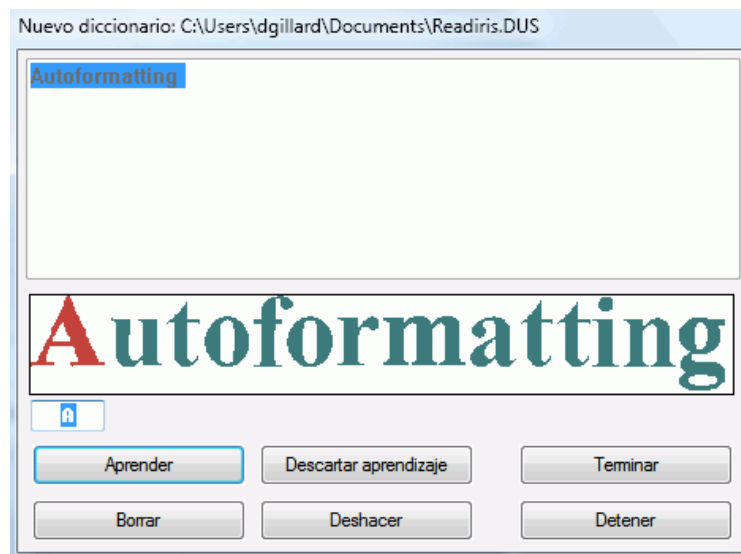 Nuevo diccionario: C:\Users\dgillard\Documents\Readiris.DUS
Autoformatting
Autoformatting
A
Aprender Descartar aprendizaje Terminar
Borrar Deshacer Detener